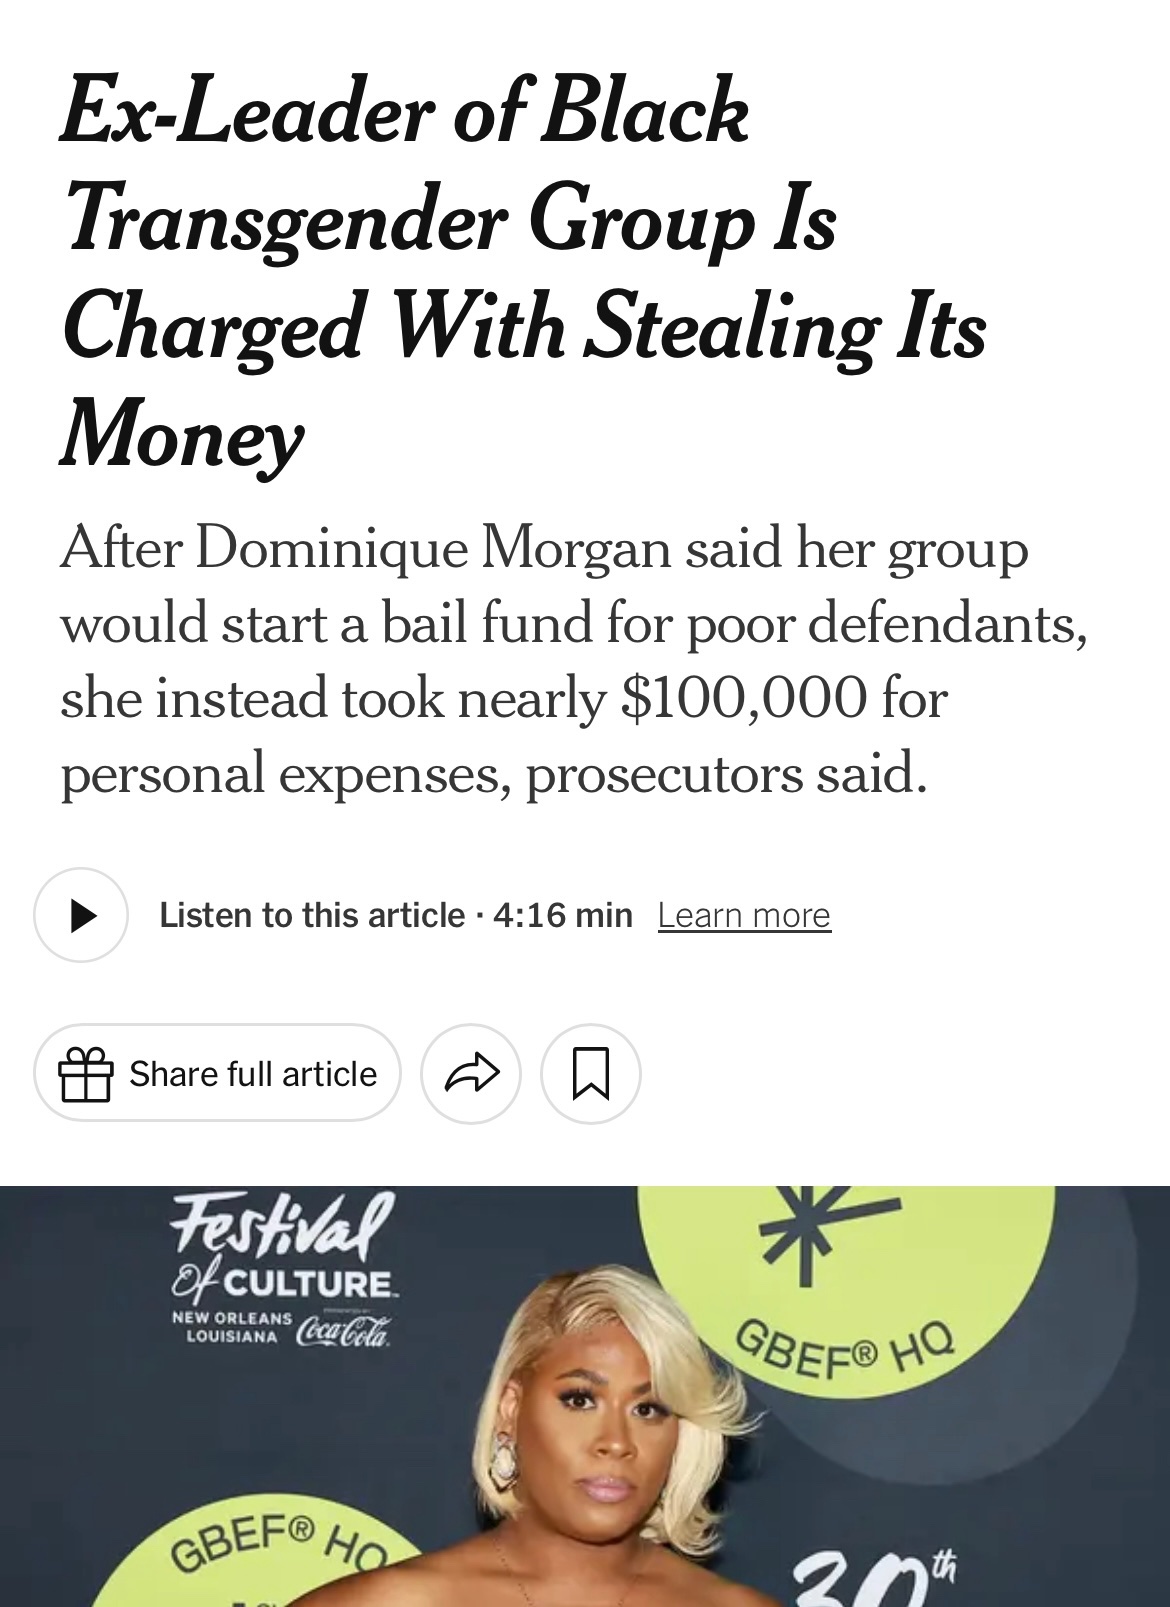 Ex-Leader of Black
Transgender Group Is
Charged With Stealing Its
Money
After Dominique Morgan said her group
would start a bail fund for poor defendants,
she instead took nearly $100,000 for
personal expenses, prosecutors said.
Listen to this article · 4:16 min Learn more
Share full article
Festival
Of CULTURE
NEW ORLEANS
LOUISIANA
Coca-Cola
GBEF® HQ
GBEF® HQ
30th